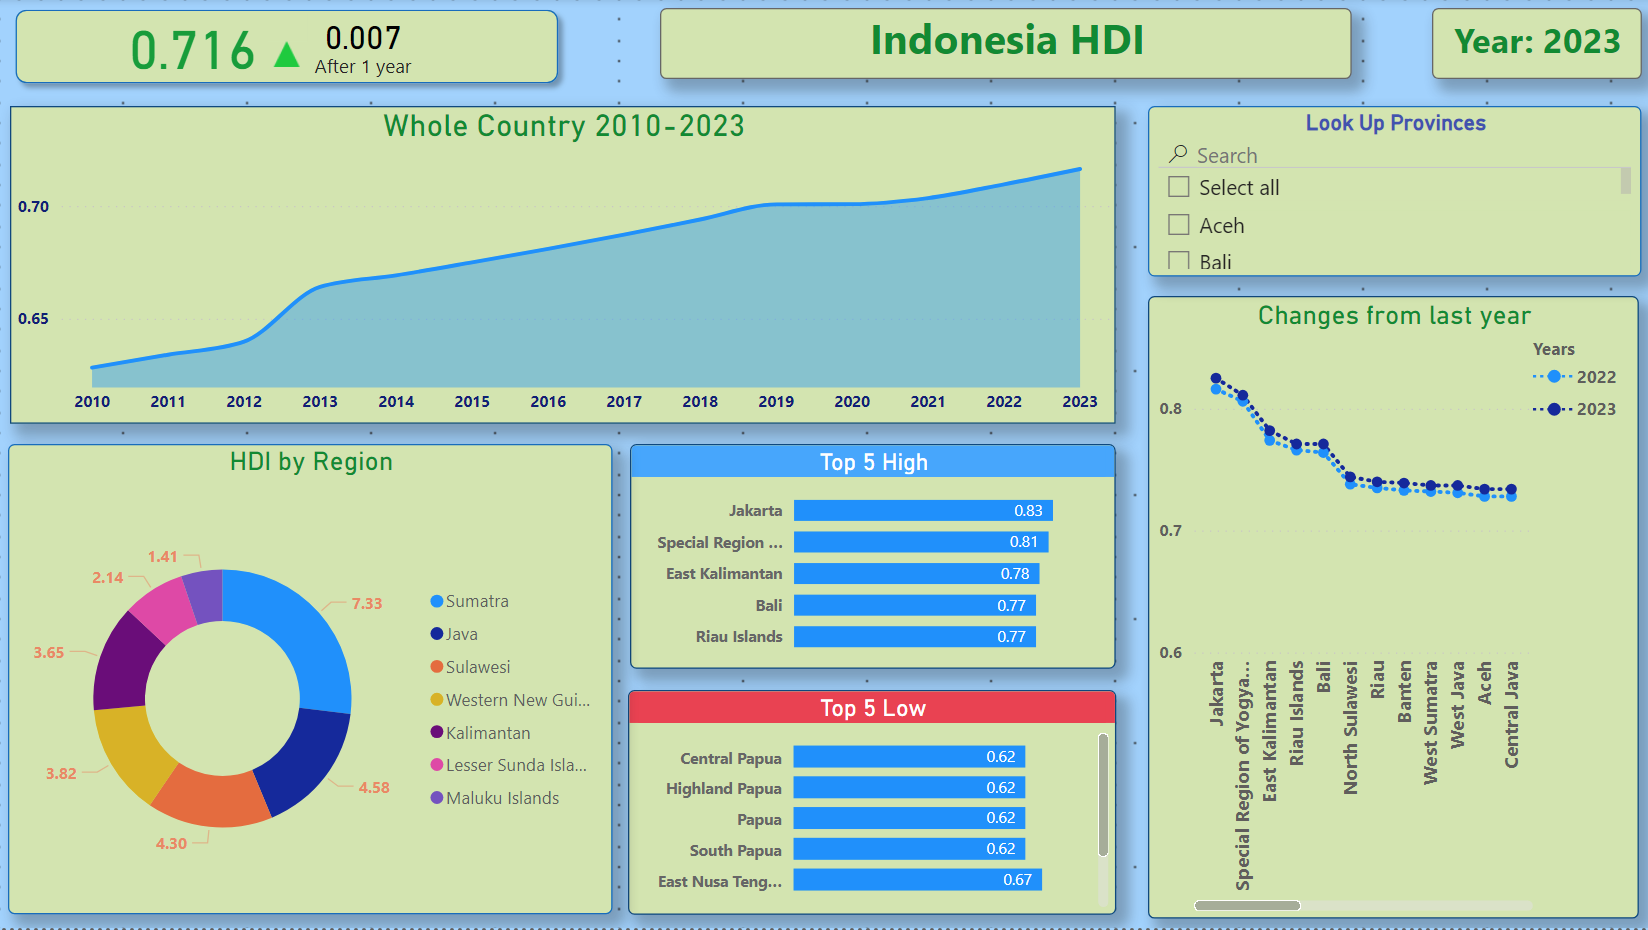 0.716
0.007
After 1 year
Indonesia HDI
Year: 2023
Whole Country 2010-2023
0.70
0.65
2010 2011 2012 2013 2014 2015 2016 2017 2018 2019 2020 2021 2022 2023
Look Up Provinces
Search
Select all
Aceh
Bali
HDI by Region
1.41
2.14
7.33
3.65
3.82
4.58
4.30
Sumatra
Java
Sulawesi
Western New Gui...
Kalimantan
Lesser Sunda Isla...
Maluku Islands
Top 5 High
Jakarta 0.83
Special Region ... 0.81
East Kalimantan 0.78
Bali 0.77
Riau Islands 0.77
Top 5 Low
Central Papua 0.62
Highland Papua 0.62
Papua 0.62
South Papua 0.62
East Nusa Teng... 0.67
Changes from last year
Years
2022
2023
0.8
0.7
0.6
Jakarta
Special Region of Yogya...
East Kalimantan
Riau Islands
Bali
North Sulawesi
Riau
Banten
West Sumatra
West Java
Aceh
Central Java